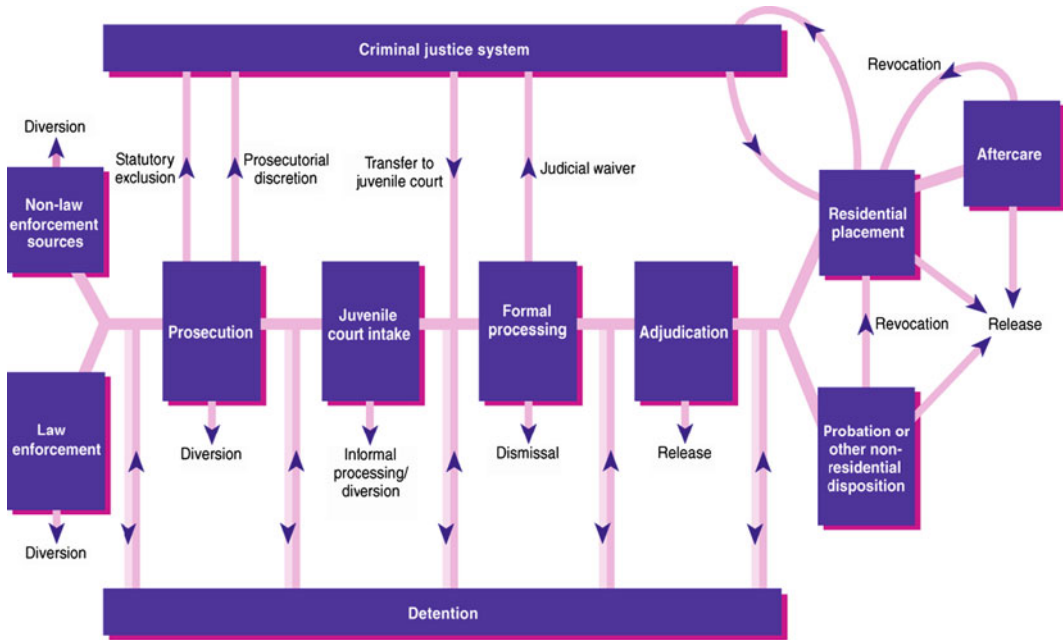 Criminal justice system
Revocation
Diversion
Aftercare
Statutory
exclusion
Prosecutorial
discretion
Transfer to
juvenile court
Judicial waiver
Non-law
enforcement
sources
Residential
placement
Prosecution
Juvenile
court intake
Formal
processing
Adjudication
Revocation
Release
Law
enforcement
Diversion
Informal
processing/
diversion
Dismissal
Release
Probation or
other non-
residential
disposition
Diversion
Detention